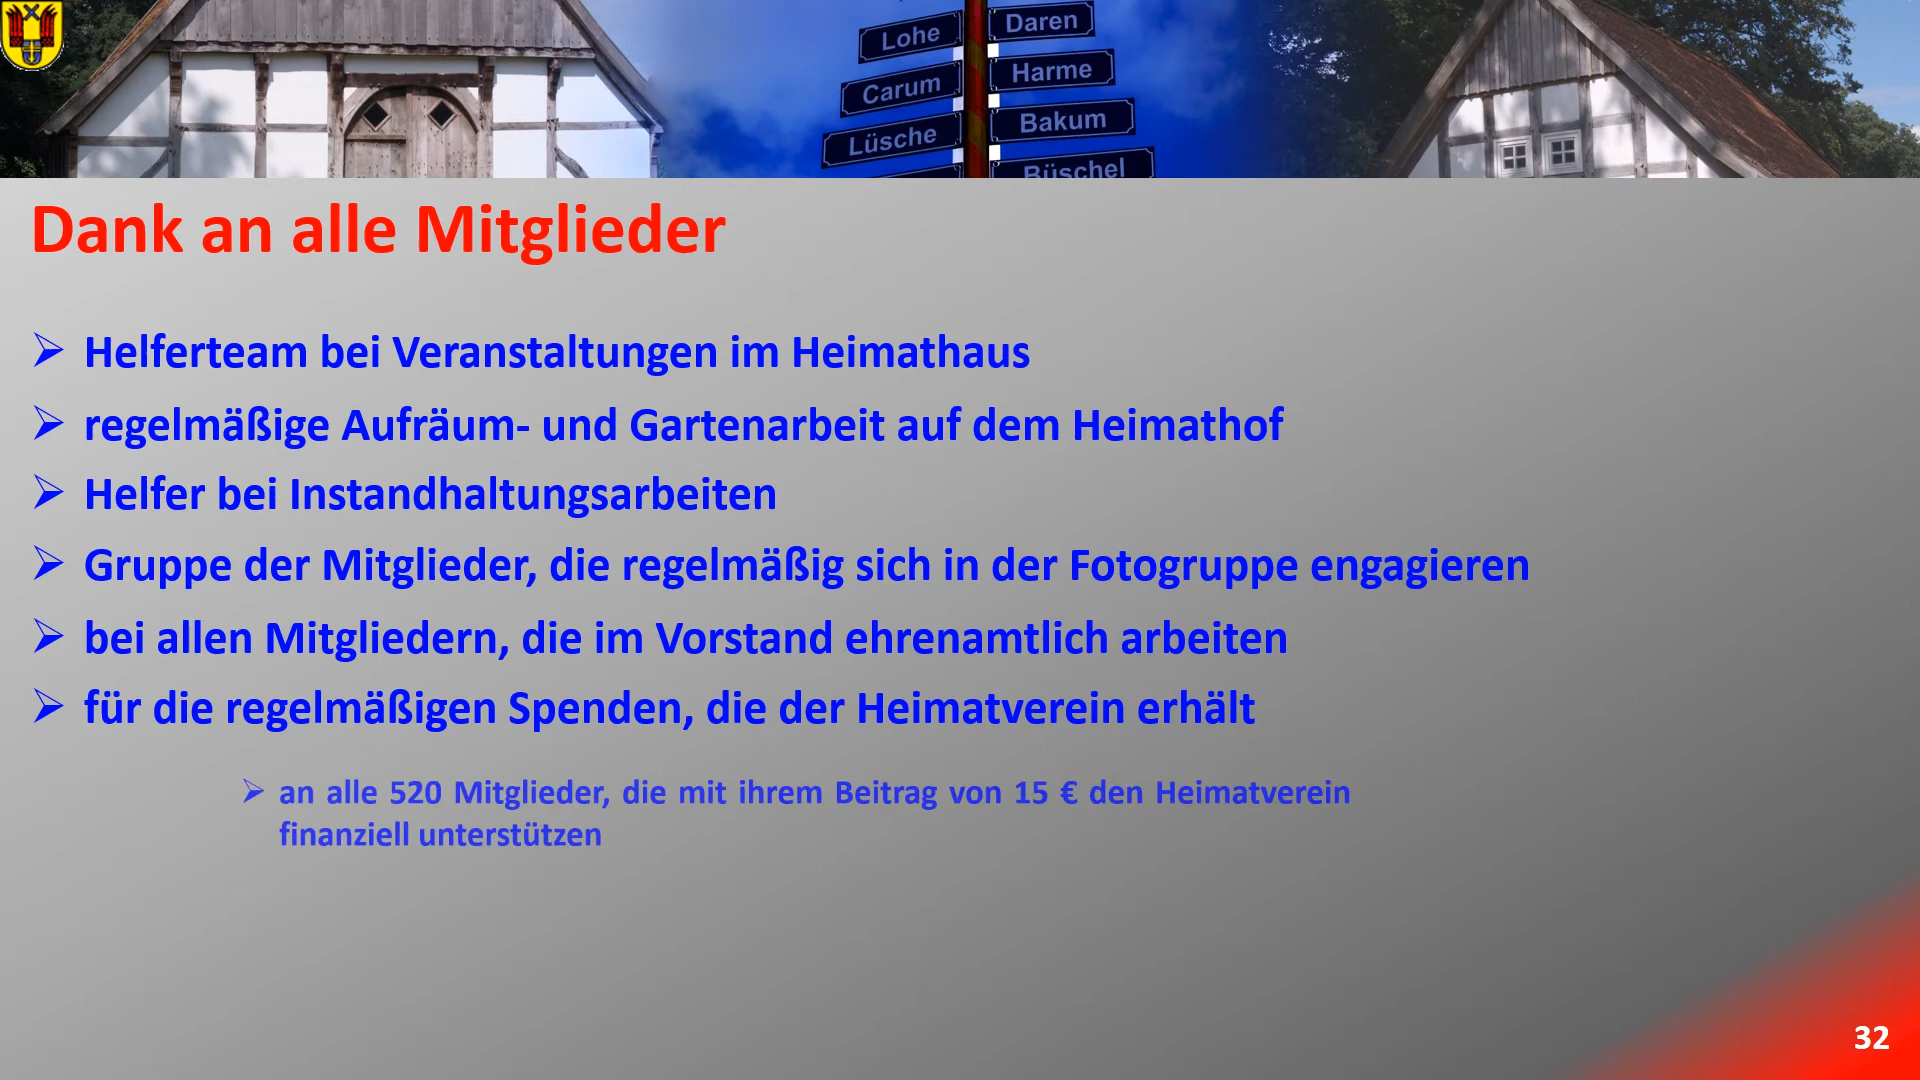 Lohe
Daren
Carum
Harme
Lüsche
Bakum
Büschel
Dank an alle Mitglieder
➢ Helferteam bei Veranstaltungen im Heimathaus
➢ regelmäßige Aufräum- und Gartenarbeit auf dem Heimathof
➢ Helfer bei Instandhaltungsarbeiten
➢ Gruppe der Mitglieder, die regelmäßig sich in der Fotogruppe engagieren
➢ bei allen Mitgliedern, die im Vorstand ehrenamtlich arbeiten
➢ für die regelmäßigen Spenden, die der Heimatverein erhält
➢ an alle 520 Mitglieder, die mit ihrem Beitrag von 15 € den Heimatverein
finanziell unterstützen
32